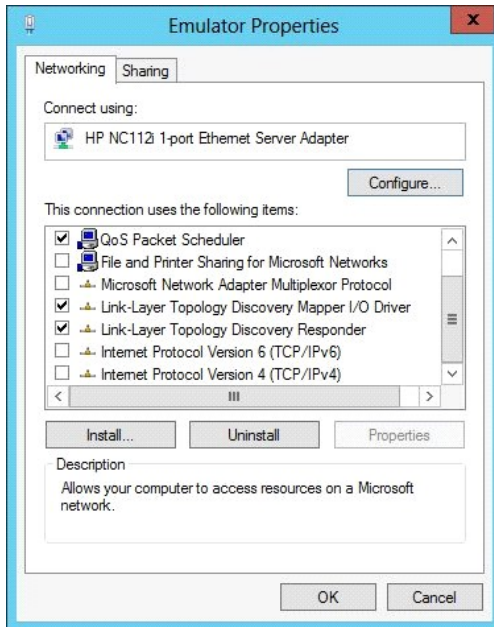 Emulator Properties
x
Networking
Sharing
Connect using:
HP NC112i 1-port Ethernet Server Adapter
Configure...
This connection uses the following items:
QoS Packet Scheduler
File and Printer Sharing for Microsoft Networks
Microsoft Network Adapter Multiplexor Protocol
Link-Layer Topology Discovery Mapper I/O Driver
Link-Layer Topology Discovery Responder
Internet Protocol Version 6 (TCP/IPv6)
Internet Protocol Version 4 (TCP/IPv4)
Install...
Uninstall
Properties
Description
Allows your computer to access resources on a Microsoft
network.
OK
Cancel